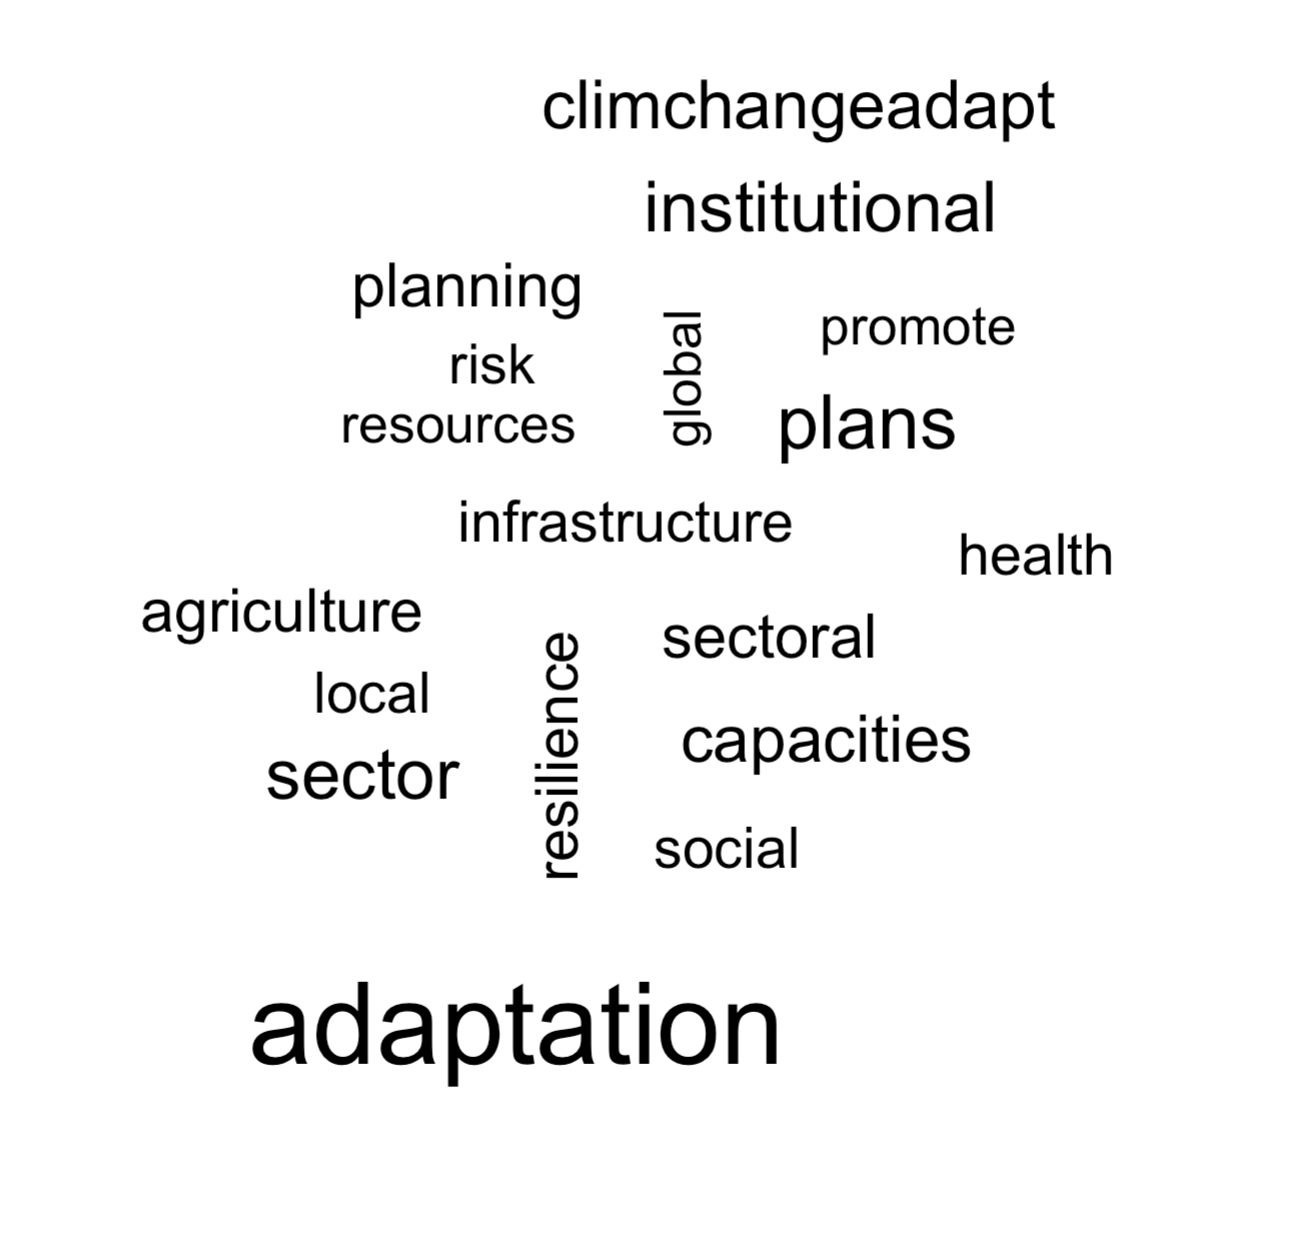 climchangeadapt
institutional
planning
global
promote
risk
resources
plans
infrastructure
health
agriculture
sectoral
resilience
local
capacities
sector
social
adaptation